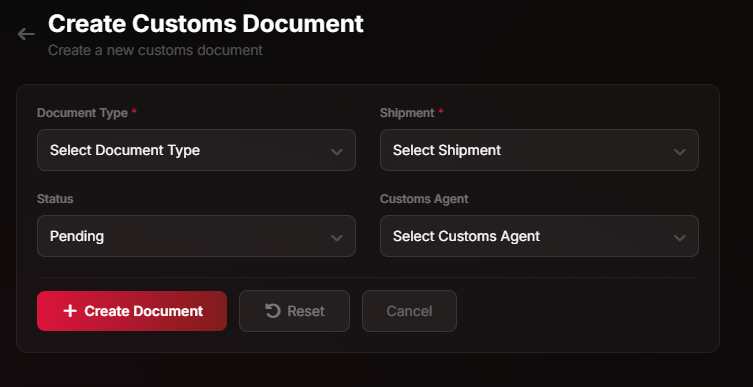 Create Customs Document
Create a new customs document
Document Type *
Shipment *
Select Document Type
Select Shipment
Status
Customs Agent
Pending
Select Customs Agent
Create Document
Reset
Cancel